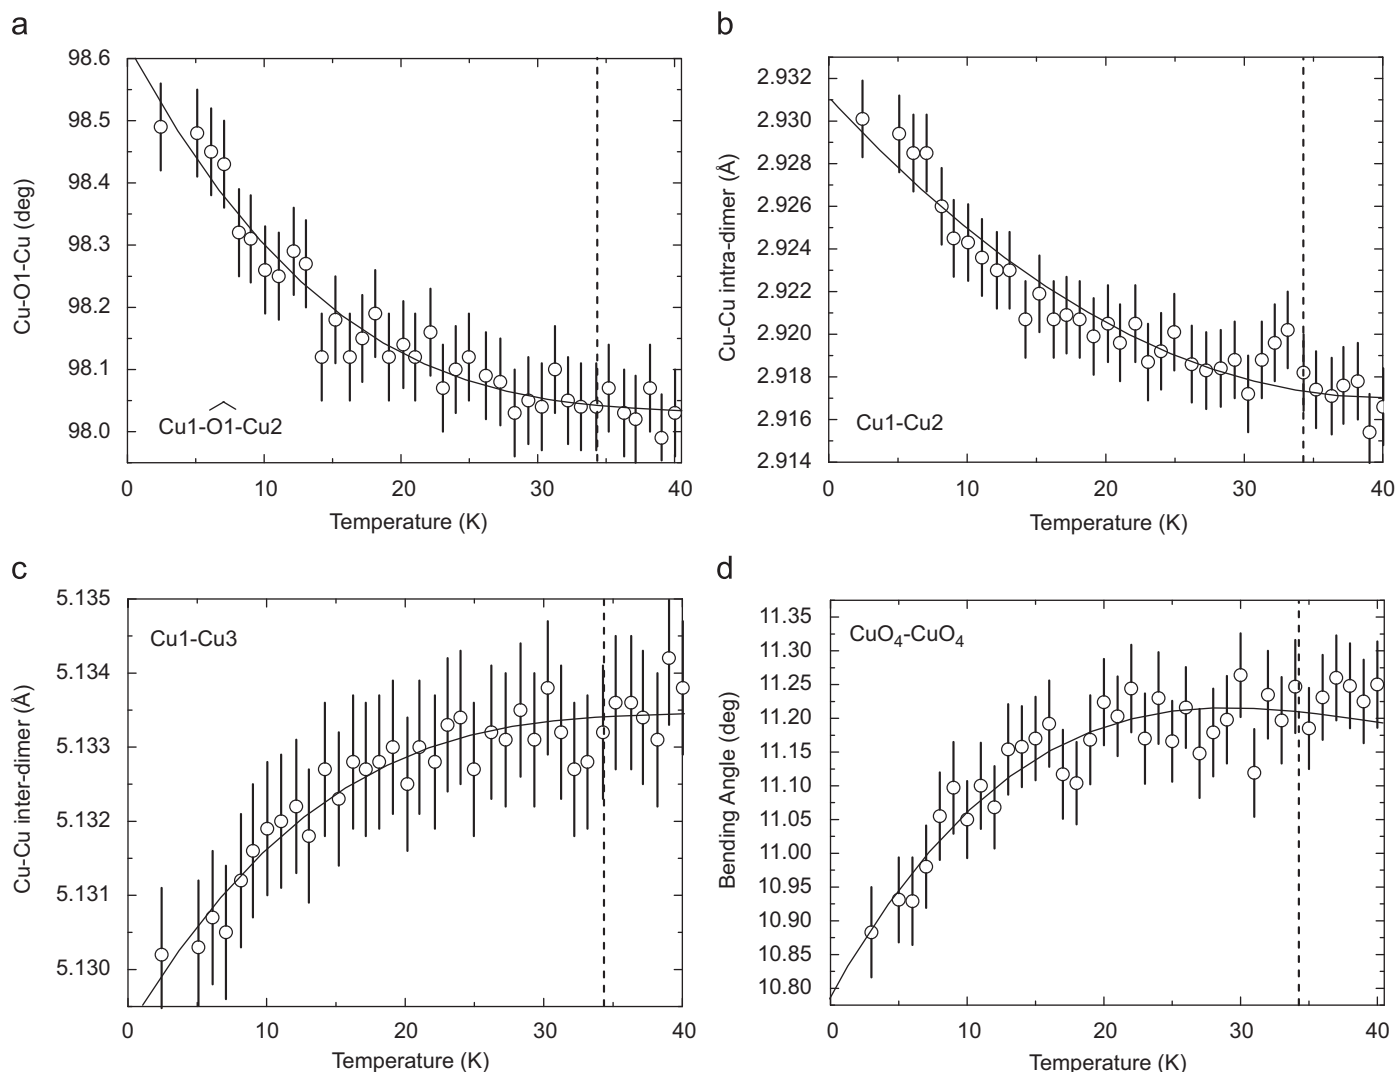 a
98.6
98.5
98.4
98.3
98.2
98.1
98.0
Cu-O1-Cu (deg)
Cu1-O1-Cu2
0 10 20 30 40
Temperature (K)
b
2.932
2.930
2.928
2.926
2.924
2.922
2.920
2.918
2.916
2.914
Cu-Cu intra-dimer (Å)
Cu1-Cu2
0 10 20 30 40
Temperature (K)
c
5.135
5.134
5.133
5.132
5.131
5.130
Cu-Cu inter-dimer (Å)
Cu1-Cu3
0 10 20 30 40
Temperature (K)
d
11.35
11.30
11.25
11.20
11.15
11.10
11.05
11.00
10.95
10.90
10.85
10.80
Bending Angle (deg)
CuO4-CuO4
0 10 20 30 40
Temperature (K)